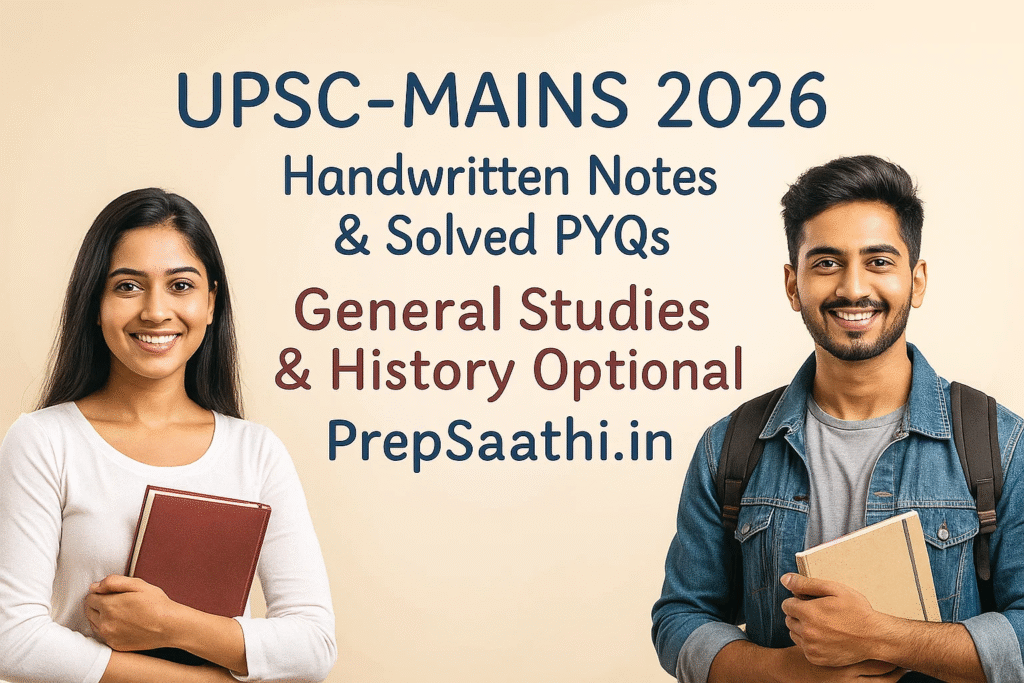 UPSC-MAINS 2026
Handwritten Notes
& Solved PYQs
General Studies
& History Optional
PrepSaathi.in